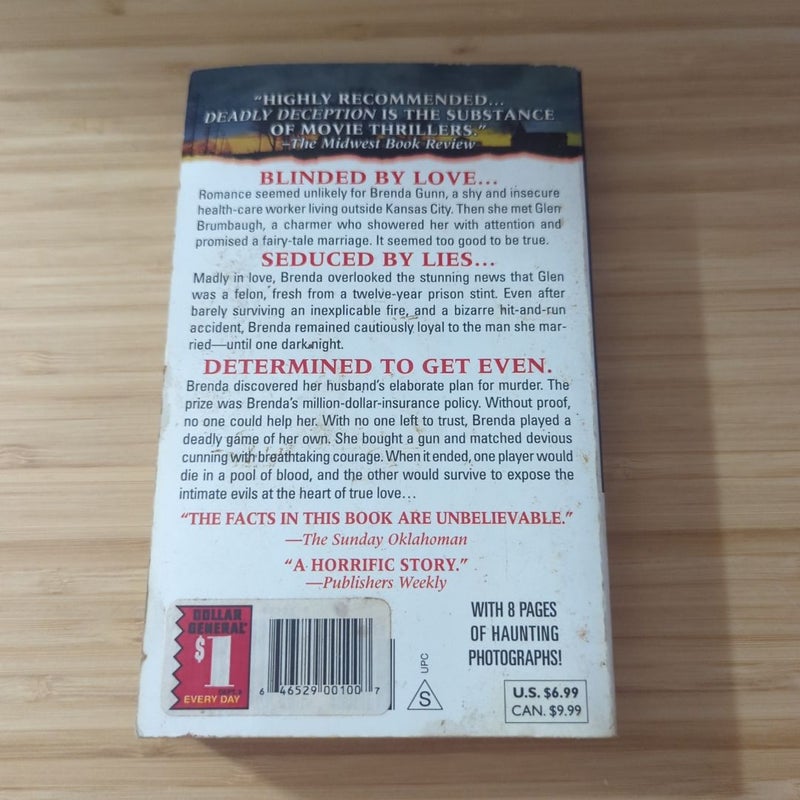 “HIGHLY RECOMMENDED...
DEADLY DECEPTION IS THE SUBSTANCE
OF MOVIE THRILLERS.”
—The Midwest Book Review
BLINDED BY LOVE...
Romance seemed unlikely for Brenda Gunn, a shy and insecure
health-care worker living outside Kansas City. Then she met Glen
Brumbaugh, a charmer who showered her with attention and
promised a fairy-tale marriage. It seemed too good to be true.
SEDUCED BY LIES...
Madly in love, Brenda overlooked the stunning news that Glen
was a felon, fresh from a twelve-year prison stint. Even after
barely surviving an inexplicable fire, and a bizarre hit-and-run
accident, Brenda remained cautiously loyal to the man she mar-
ried—until one dark night.
DETERMINED TO GET EVEN.
Brenda discovered her husband’s elaborate plan for murder. The
prize was Brenda’s million-dollar-insurance policy. Without proof,
no one could help her. With no one left to trust, Brenda played a
deadly game of her own. She bought a gun and matched devious
cunning with breathtaking courage. When it ended, one player would
die in a pool of blood, and the other would survive to expose the
intimate evils at the heart of true love...
“THE FACTS IN THIS BOOK ARE UNBELIEVABLE.”
—The Sunday Oklahoman
“A HORRIFIC STORY.”
—Publishers Weekly
DOLLAR
GENERAL
$1
EVERY DAY
6 46529 00100 7
UPC
S
WITH 8 PAGES
OF HAUNTING
PHOTOGRAPHS!
U.S. $6.99
CAN. $9.99